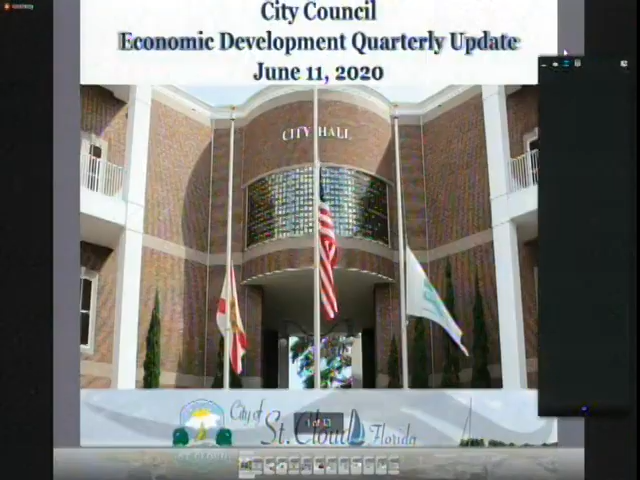 City Council
Economic Development Quarterly Update
June 11, 2020
CITY HALL
City of
St. Cloud Florida